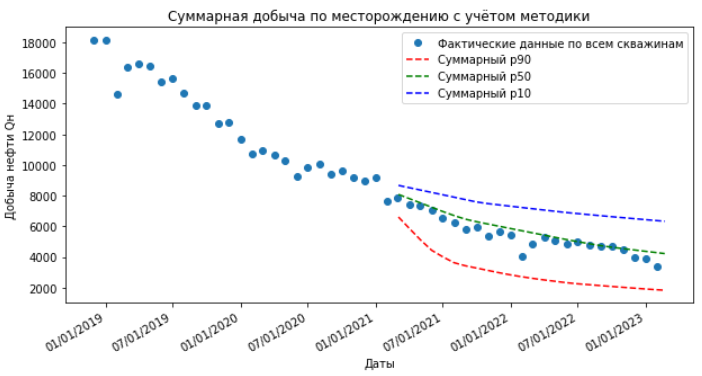 Суммарная добыча по месторождению с учётом методики
18000
16000
14000
12000
10000
8000
6000
4000
2000
Добыча нефти Qн
Фактические данные по всем скважинам
Суммарный p90
Суммарный p50
Суммарный p10
01/01/2019
07/01/2019
01/01/2020
07/01/2020
01/01/2021
07/01/2021
01/01/2022
07/01/2022
01/01/2023
Даты